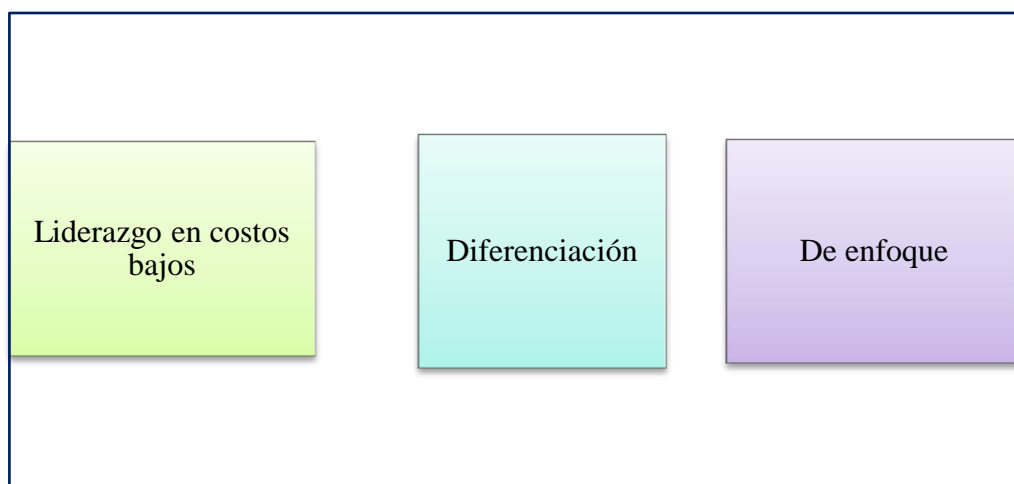 Liderazgo en costos
bajos
Diferenciación
De enfoque